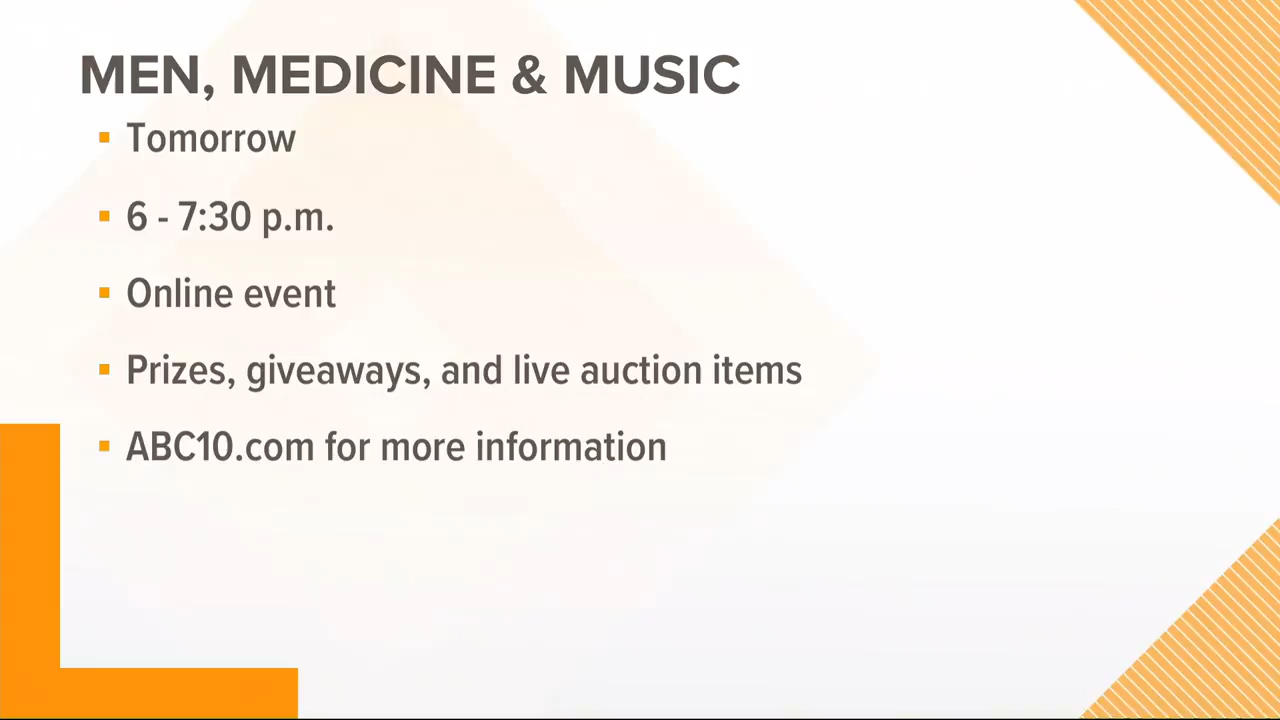 MEN, MEDICINE & MUSIC
Tomorrow
6 - 7:30 p.m.
Online event
Prizes, giveaways, and live auction items
ABC10.com for more information